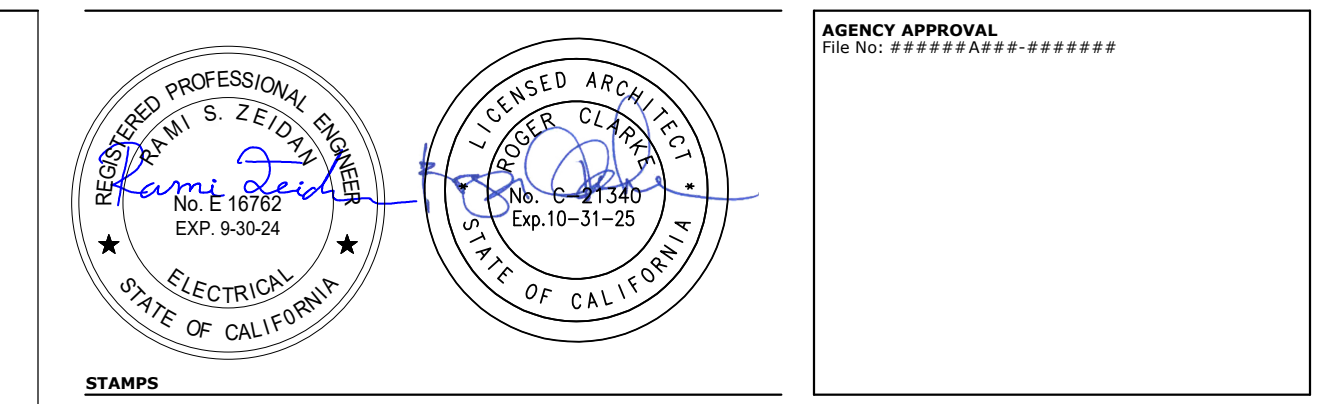 REGISTERED PROFESSIONAL ENGINEER
RAMI S. ZEIDAN
Rami Zeidan
No. E 16762
EXP. 9-30-24
ELECTRICAL
STATE OF CALIFORNIA
LICENSED ARCHITECT
ROGER CLARKE
No. C-21340
Exp.10-31-25
STATE OF CALIFORNIA
STAMPS
AGENCY APPROVAL
File No: ######A###-#######